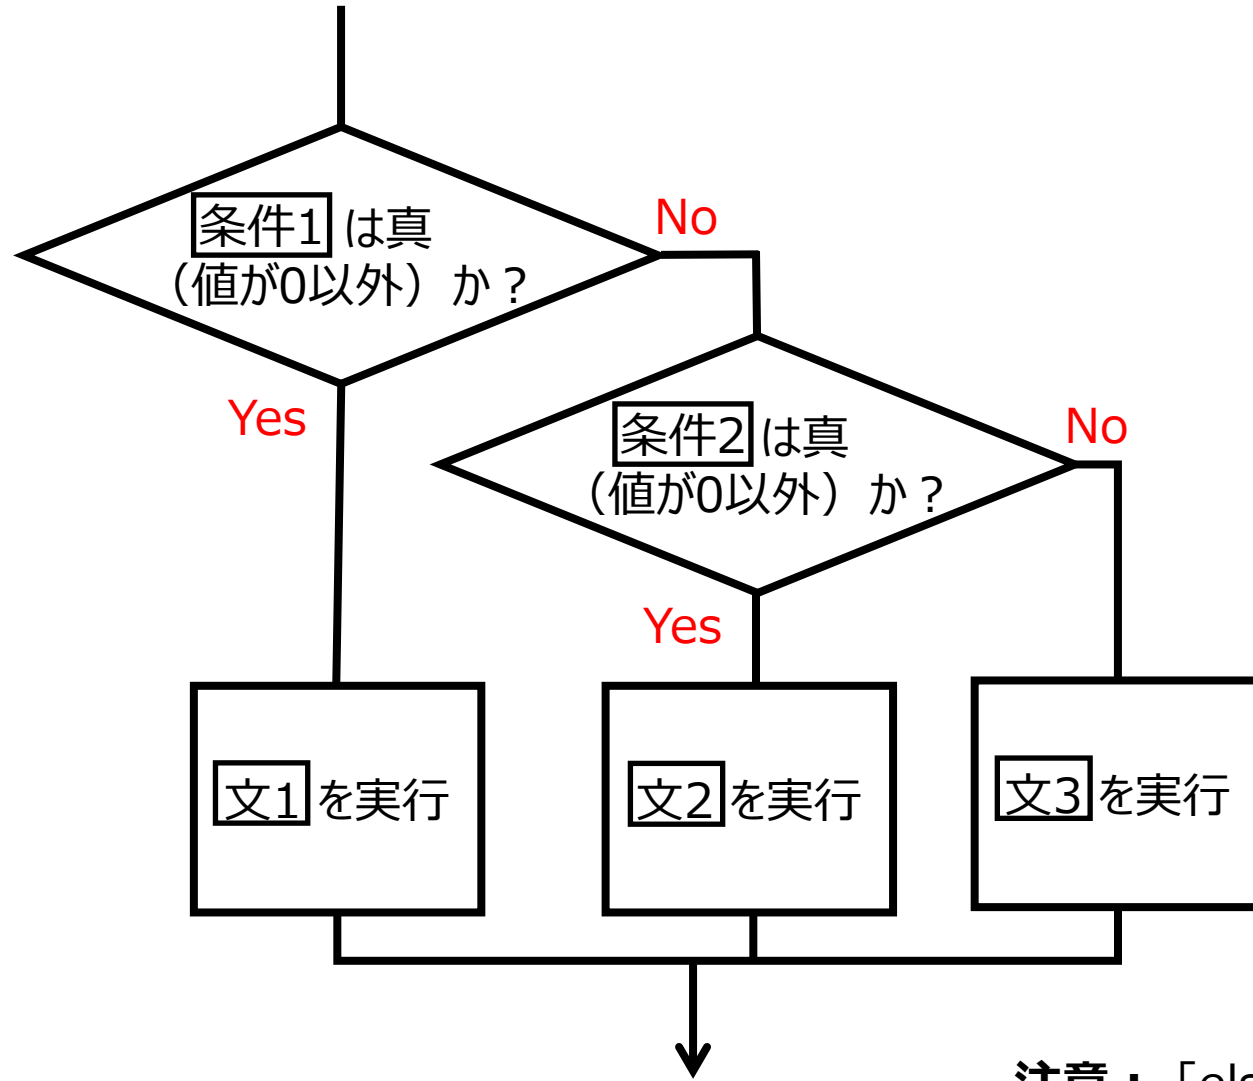 条件1 は真
（値が0以外）か？
No
Yes
条件2 は真
（値が0以外）か？
No
Yes
文1 を実行
文2 を実行
文3 を実行
注意：「els